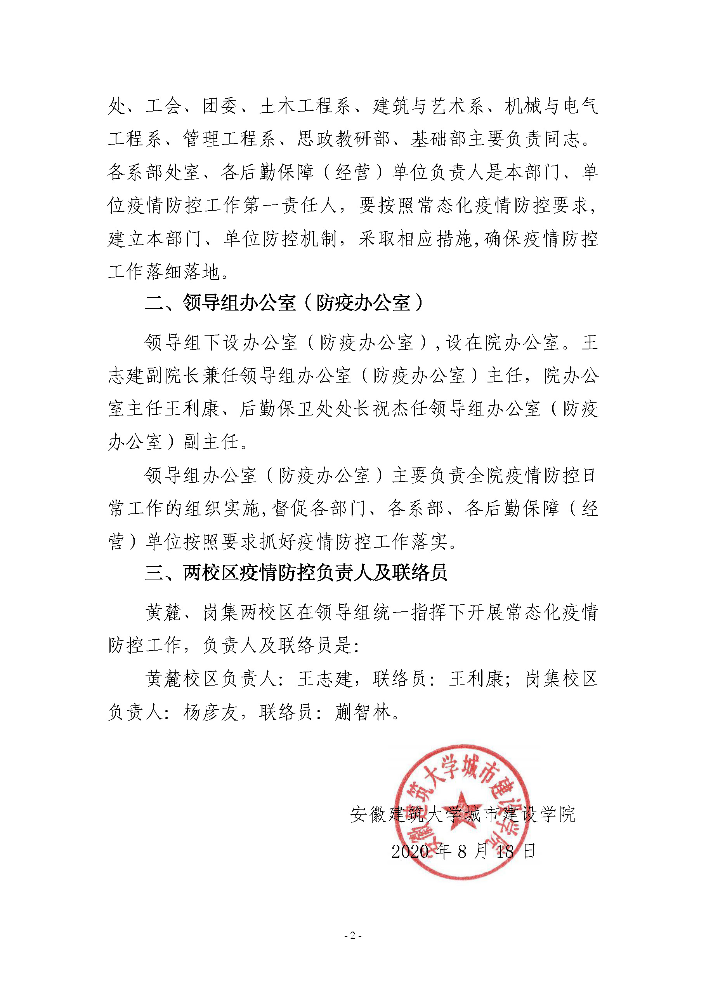 处、工会、团委、土木工程系、建筑与艺术系、机械与电气
工程系、管理工程系、思政教研部、基础部主要负责同志。
各系部处室、各后勤保障（经营）单位负责人是本部门、单
位疫情防控工作第一责任人，要按照常态化疫情防控要求,
建立本部门、单位防控机制，采取相应措施,确保疫情防控
工作落细落地。
二、领导组办公室（防疫办公室）
领导组下设办公室（防疫办公室）,设在院办公室。王
志建副院长兼任领导组办公室（防疫办公室）主任，院办公
室主任王利康、后勤保卫处处长祝杰任领导组办公室（防疫
办公室）副主任。
领导组办公室（防疫办公室）主要负责全院疫情防控日
常工作的组织实施,督促各部门、各系部、各后勤保障（经
营）单位按照要求抓好疫情防控工作落实。
三、两校区疫情防控负责人及联络员
黄麓、岗集两校区在领导组统一指挥下开展常态化疫情
防控工作，负责人及联络员是：
黄麓校区负责人：王志建，联络员：王利康；岗集校区
负责人：杨彦友，联络员：蒯智林。
安徽建筑大学城市建设学院
安徽建筑大学城市建设学院
2020 年 8 月 18 日
- 2 -